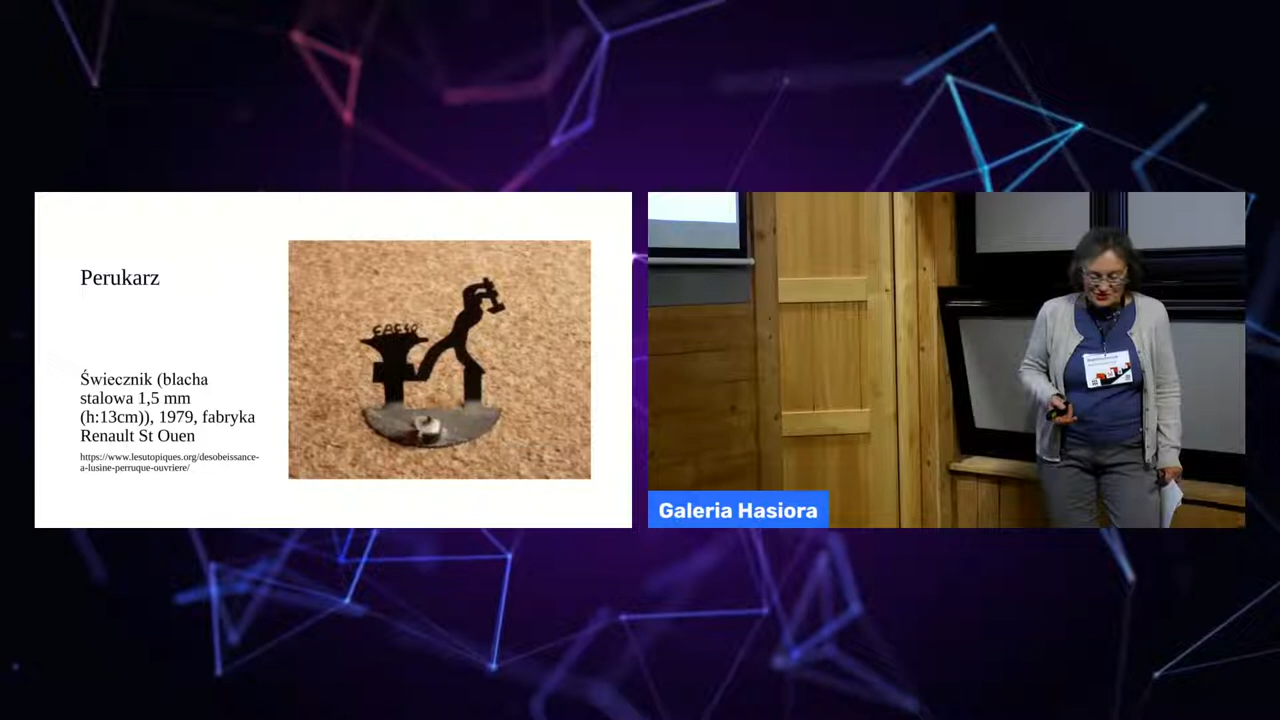 Perukarz
Świecznik (blacha
stalowa 1,5 mm
(h:13cm)), 1979, fabryka
Renault St Ouen
https://www.lesutopiques.org/desobeissance-
a-lusine-perruque-ouvriere/
Galeria Hasiora